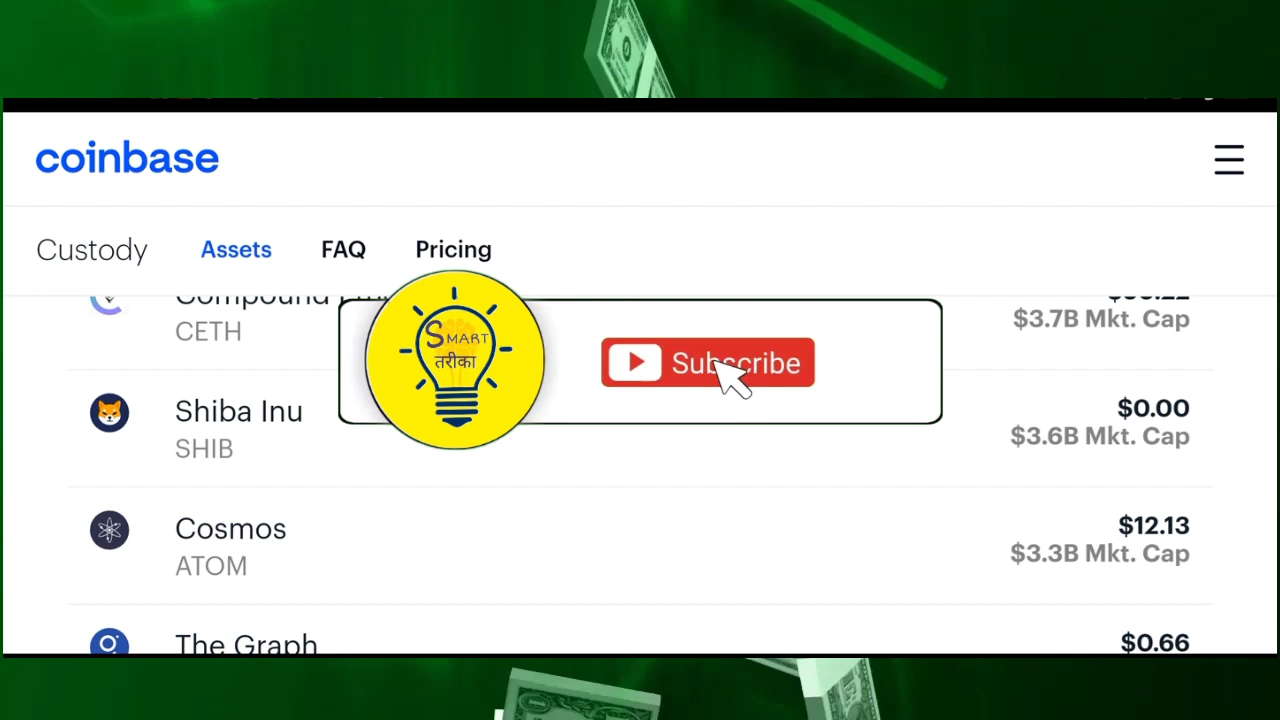 coinbase
Custody Assets FAQ Pricing
Compound
CETH
$3.7B Mkt. Cap
SMART
तरीका
Subscribe
Shiba Inu
SHIB
$0.00
$3.6B Mkt. Cap
Cosmos
ATOM
$12.13
$3.3B Mkt. Cap
The Graph
$0.66